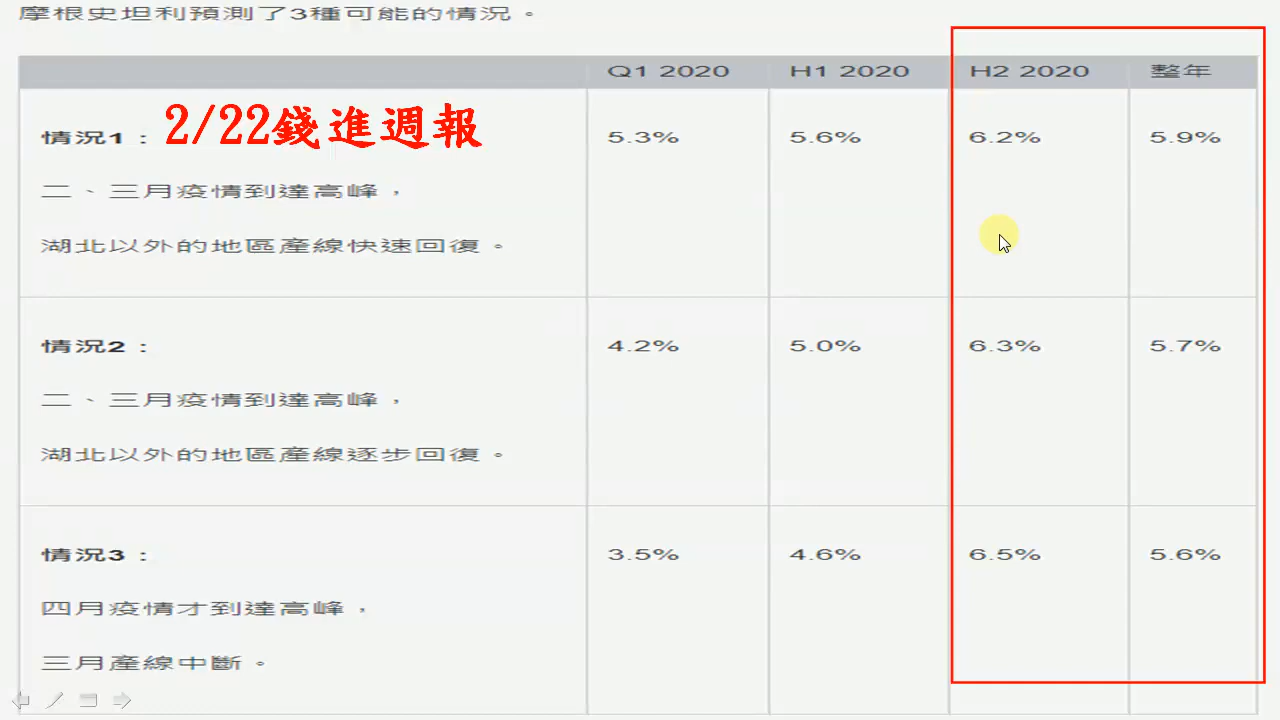 摩根史坦利預測了3種可能的情況。
Q1 2020 H1 2020 H2 2020 整年
2/22錢進週報
情況1： 5.3% 5.6% 6.2% 5.9%
二、三月疫情到達高峰，
湖北以外的地區產線快速回復。
情況2： 4.2% 5.0% 6.3% 5.7%
二、三月疫情到達高峰，
湖北以外的地區產線逐步回復。
情況3： 3.5% 4.6% 6.5% 5.6%
四月疫情才到達高峰，
三月產線中斷。